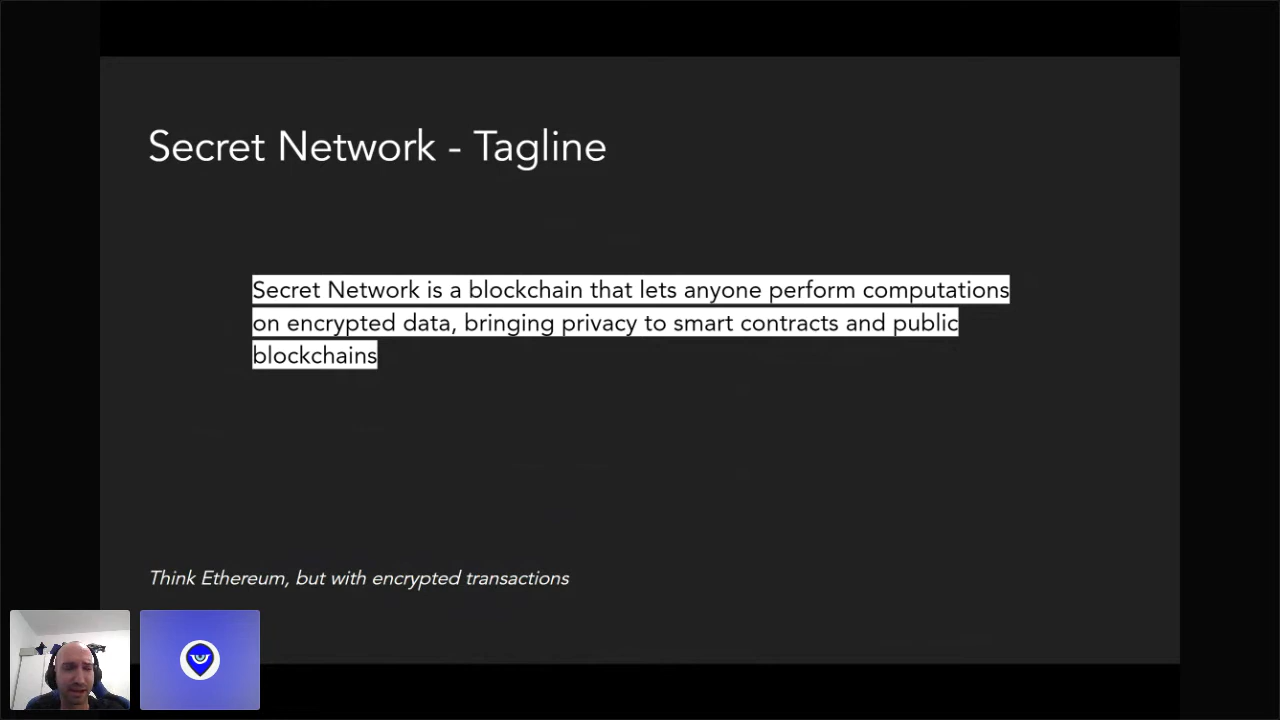 Secret Network - Tagline
Secret Network is a blockchain that lets anyone perform computations
on encrypted data, bringing privacy to smart contracts and public
blockchains
Think Ethereum, but with encrypted transactions